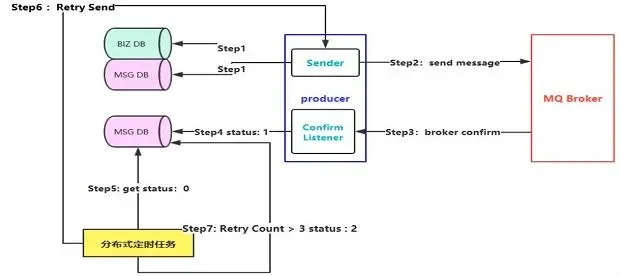 Step6： Retry Send
BIZ DB
Step1
MSG DB
Step1
Sender
Step2：send message
producer
MQ Broker
MSG DB
Step4 status：1
Confirm
Listener
Step3：broker confirm
Step5: get status：0
Step7: Retry Count > 3 status : 2
分布式定时任务